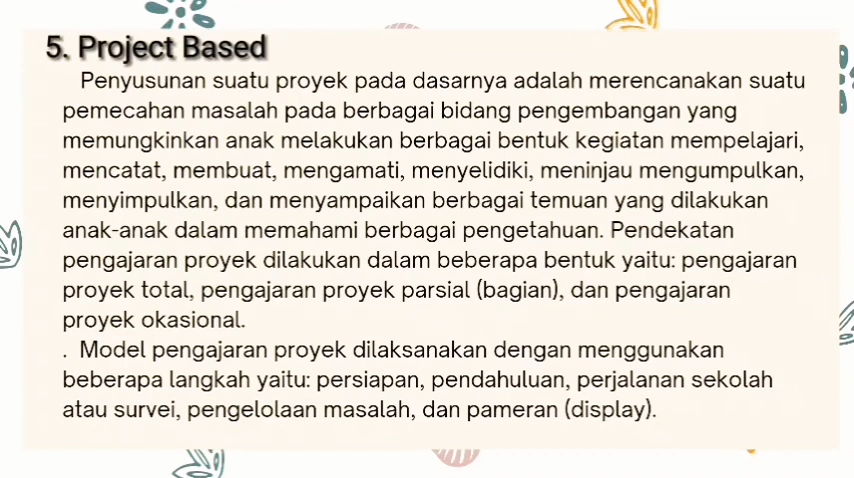 5. Project Based
Penyusunan suatu proyek pada dasarnya adalah merencanakan suatu
pemecahan masalah pada berbagai bidang pengembangan yang
memungkinkan anak melakukan berbagai bentuk kegiatan mempelajari,
mencatat, membuat, mengamati, menyelidiki, meninjau mengumpulkan,
menyimpulkan, dan menyampaikan berbagai temuan yang dilakukan
anak-anak dalam memahami berbagai pengetahuan. Pendekatan
pengajaran proyek dilakukan dalam beberapa bentuk yaitu: pengajaran
proyek total, pengajaran proyek parsial (bagian), dan pengajaran
proyek okasional.
. Model pengajaran proyek dilaksanakan dengan menggunakan
beberapa langkah yaitu: persiapan, pendahuluan, perjalanan sekolah
atau survei, pengelolaan masalah, dan pameran (display).